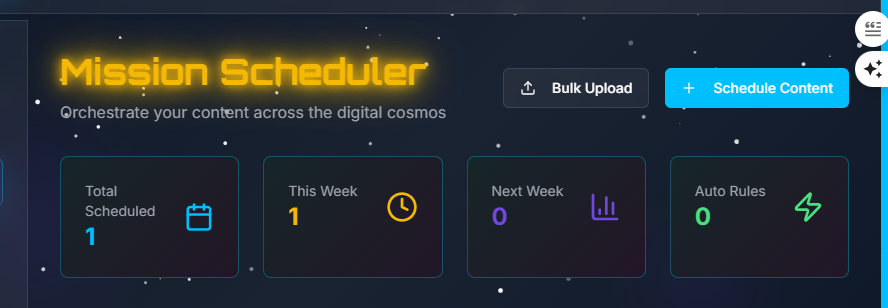 Mission Scheduler
Orchestrate your content across the digital cosmos
Bulk Upload
Schedule Content
Total
Scheduled
1
This Week
1
Next Week
0
Auto Rules
0